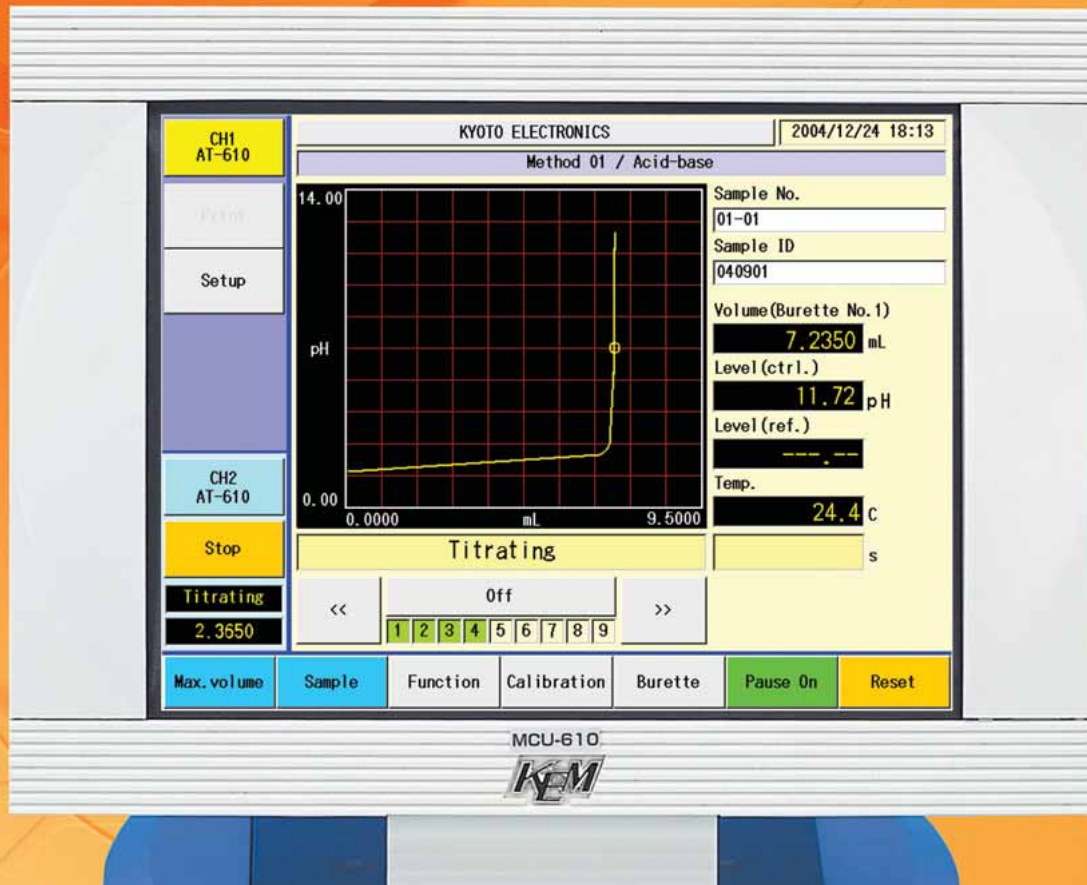 CH1
AT-610
Print
Setup
CH2
AT-610
Stop
Titrating
2.3650
KYOTO ELECTRONICS
2004/12/24 18:13
Method 01 / Acid-base
14.00
pH
0.00
0.0000
mL
9.5000
Sample No.
01-01
Sample ID
040901
Volume(Burette No.1)
7.2350 mL
Level(ctrl.)
11.72 pH
Level(ref.)
---.--
Temp.
24.4 C
Titrating
s
<<
Off
>>
1 2 3 4 5 6 7 8 9
Max.volume
Sample
Function
Calibration
Burette
Pause On
Reset
MCU-610
KEM